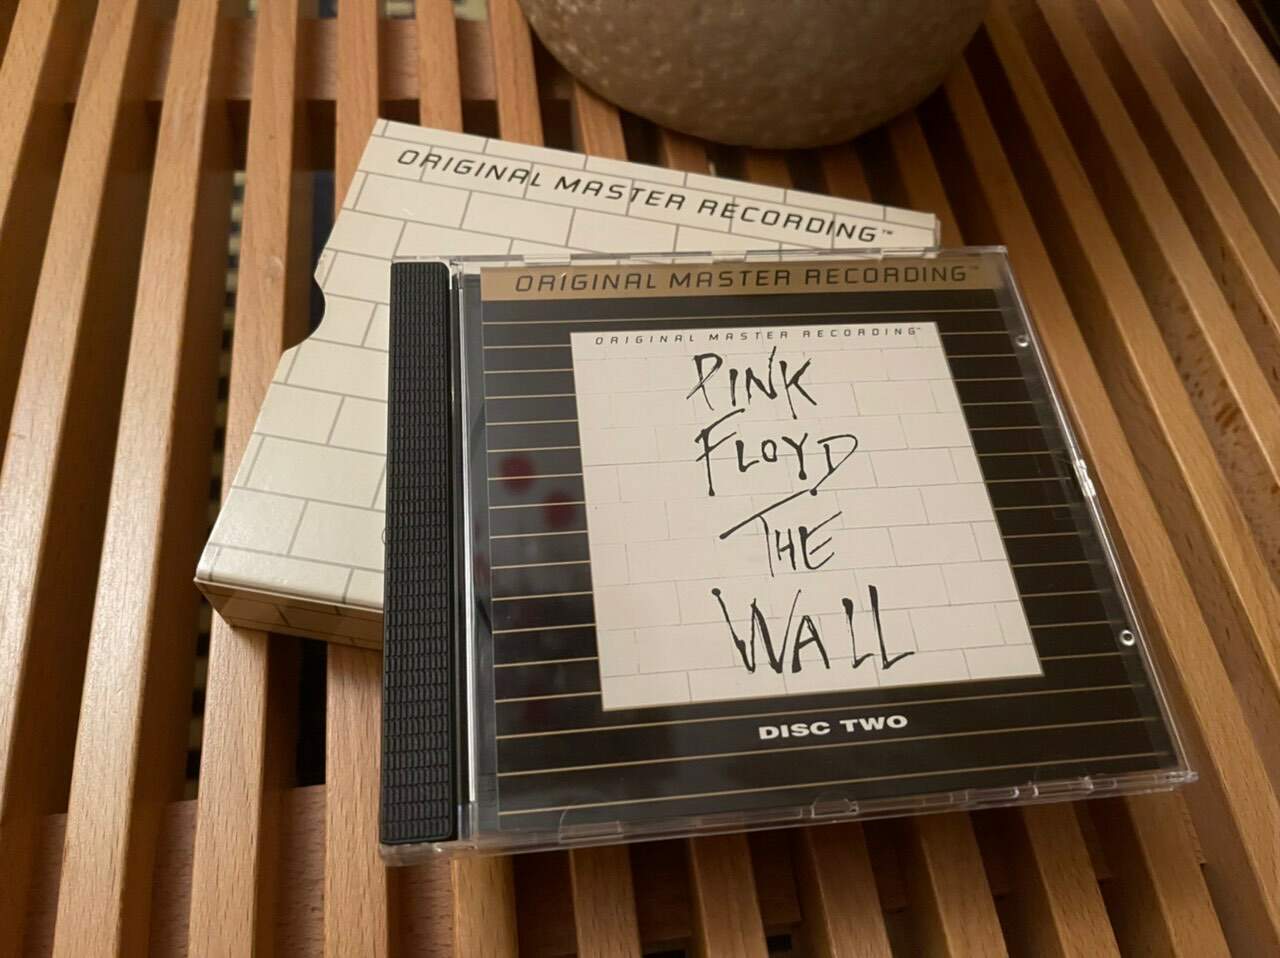 ORIGINAL MASTER RECORDING™
ORIGINAL MASTER RECORDING™
ORIGINAL MASTER RECORDING™
PINK
FLOYD
THE
WALL
DISC TWO